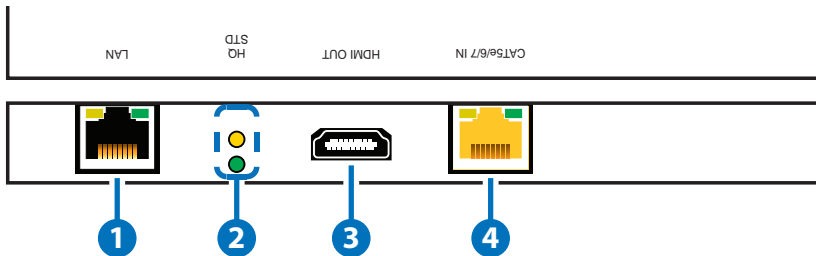 LAN
HQ
STD
HDMI OUT
CAT5e/6/7 IN
1
2
3
4